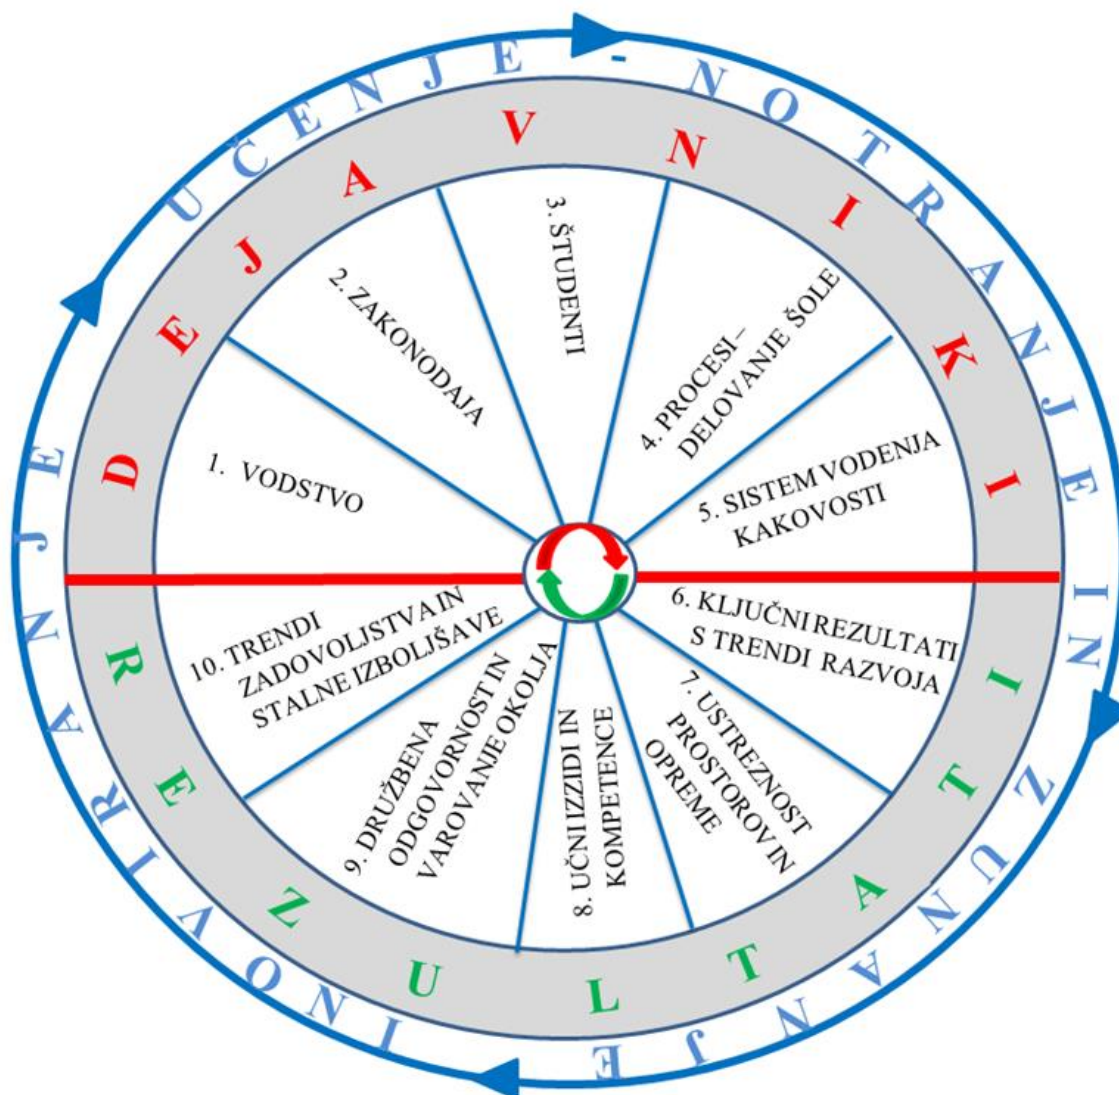 UČENJE - NOTRANJE IN ZUNANJE INOVIRANJE
DEJAVNIKI
1. VODSTVO
2. ZAKONODAJA
3. ŠTUDENTI
4. PROCESI –
DELOVANJE ŠOLE
5. SISTEM VODENJA
KAKOVOSTI
6. KLJUČNI REZULTATI
S TRENDI RAZVOJA
7. USTREZNOST
PROSTOROV IN
OPREME
8. UČNI IZZIDI IN
KOMPETENCE
9. DRUŽBENA
ODGOVORNOST IN
VAROVANJE OKOLJA
10. TRENDI
ZADOVOLJSTVA IN
STALNE IZBOLJŠAVE
REZULTATI